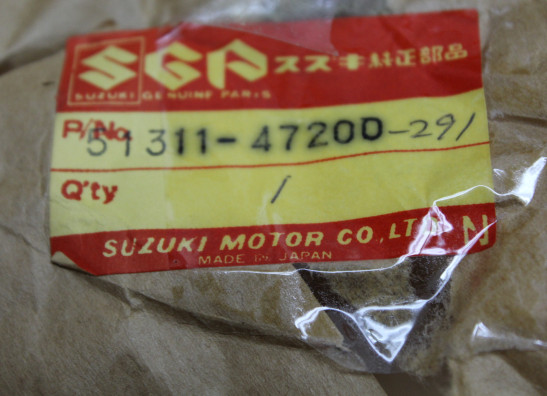 SGP スズキ純正部品
SUZUKI GENUINE PARTS
P/No. 51311-47200-291
Q'ty 1
SUZUKI MOTOR CO., LTD. N
MADE IN JAPAN